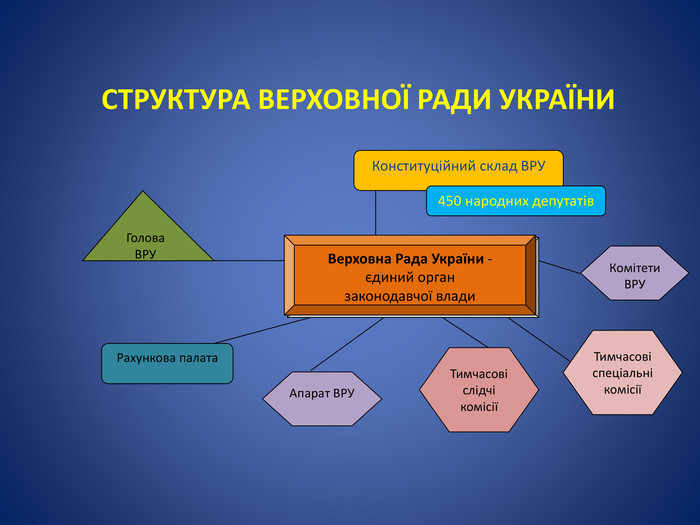 СТРУКТУРА ВЕРХОВНОЇ РАДИ УКРАЇНИ
Конституційний склад ВРУ
450 народних депутатів
Голова
ВРУ
Верховна Рада України -
єдиний орган
законодавчої влади
Комітети
ВРУ
Рахункова палата
Апарат ВРУ
Тимчасові
слідчі
комісії
Тимчасові
спеціальні
комісії